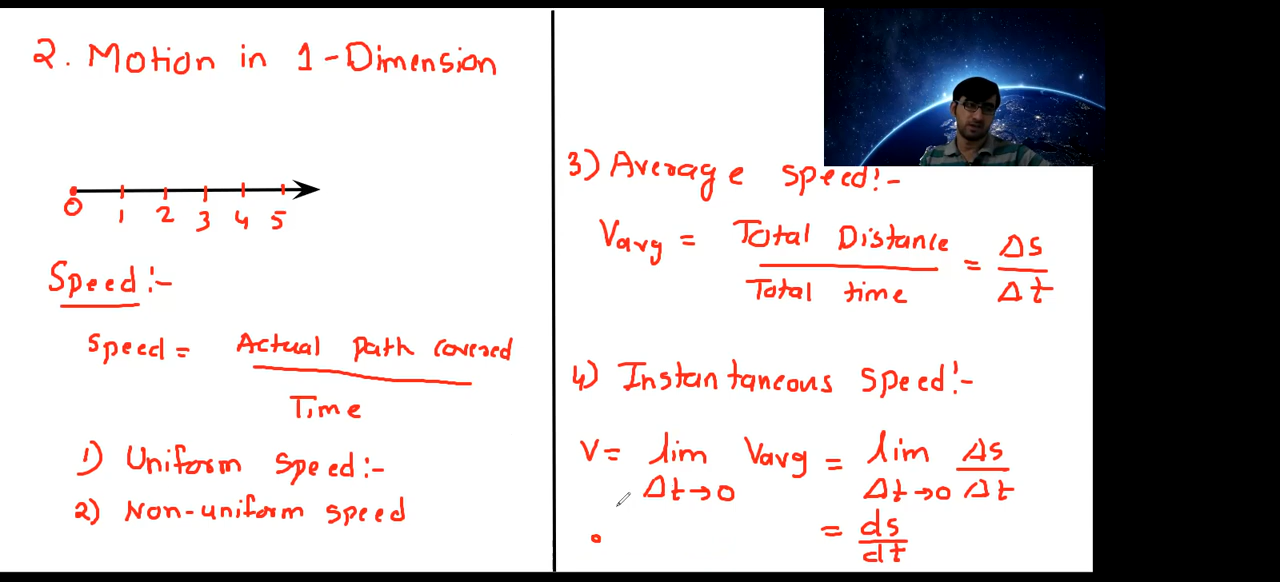 2. Motion in 1-Dimension
0 1 2 3 4 5
Speed:-
Speed = Actual Path covered
Time
1) Uniform speed:-
2) Non-uniform speed
3) Average speed:-
Vavg = Total Distance = Δs
Total time Δt
4) Instantaneous speed:-
V = lim Vavg = lim Δs
Δt→0 Δt→0 Δt
= ds
dt